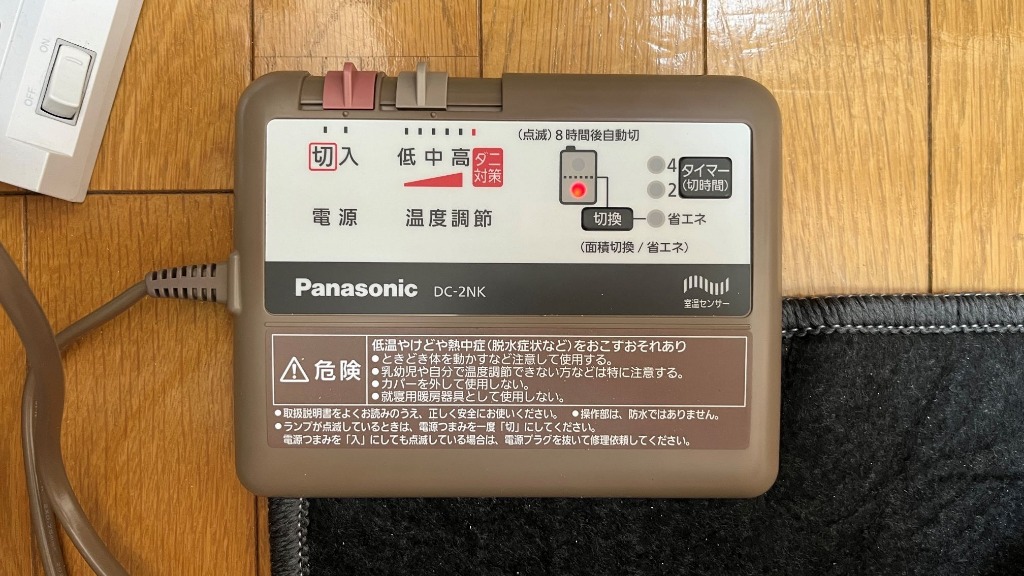 ON
OFF
(点滅)8時間後自動切
切 入
低 中 高 ダニ対策
4
2
タイマー
(切時間)
電源
温度調節
切換
省エネ
(面積切換/省エネ)
Panasonic DC-2NK
室温センサー
危険
低温やけどや熱中症(脱水症状など)をおこすおそれあり
●ときどき体を動かすなど注意して使用する。
●乳幼児や自分で温度調節できない方などは特に注意する。
●カバーを外して使用しない。
●就寝用暖房器具として使用しない。
●取扱説明書をよくお読みのうえ、正しく安全にお使いください。 ●操作部は、防水ではありません。
●ランプが点滅しているときは、電源つまみを一度「切」にしてください。
電源つまみを「入」にしても点滅している場合は、電源プラグを抜いて修理依頼してください。